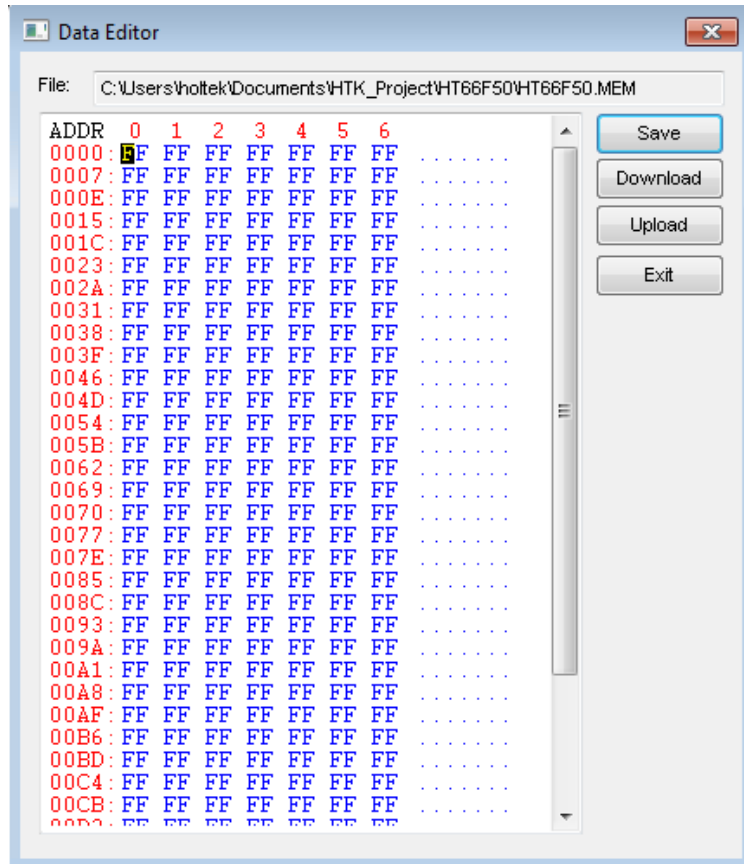 Data Editor
File: C:\Users\holtek\Documents\HTK_Project\HT66F50\HT66F50.MEM
ADDR 0 1 2 3 4 5 6
0000: FF FF FF FF FF FF FF .......
0007: FF FF FF FF FF FF FF .......
000E: FF FF FF FF FF FF FF .......
0015: FF FF FF FF FF FF FF .......
001C: FF FF FF FF FF FF FF .......
0023: FF FF FF FF FF FF FF .......
002A: FF FF FF FF FF FF FF .......
0031: FF FF FF FF FF FF FF .......
0038: FF FF FF FF FF FF FF .......
003F: FF FF FF FF FF FF FF .......
0046: FF FF FF FF FF FF FF .......
004D: FF FF FF FF FF FF FF .......
0054: FF FF FF FF FF FF FF .......
005B: FF FF FF FF FF FF FF .......
0062: FF FF FF FF FF FF FF .......
0069: FF FF FF FF FF FF FF .......
0070: FF FF FF FF FF FF FF .......
0077: FF FF FF FF FF FF FF .......
007E: FF FF FF FF FF FF FF .......
0085: FF FF FF FF FF FF FF .......
008C: FF FF FF FF FF FF FF .......
0093: FF FF FF FF FF FF FF .......
009A: FF FF FF FF FF FF FF .......
00A1: FF FF FF FF FF FF FF .......
00A8: FF FF FF FF FF FF FF .......
00AF: FF FF FF FF FF FF FF .......
00B6: FF FF FF FF FF FF FF .......
00BD: FF FF FF FF FF FF FF .......
00C4: FF FF FF FF FF FF FF .......
00CB: FF FF FF FF FF FF FF .......
Save
Download
Upload
Exit